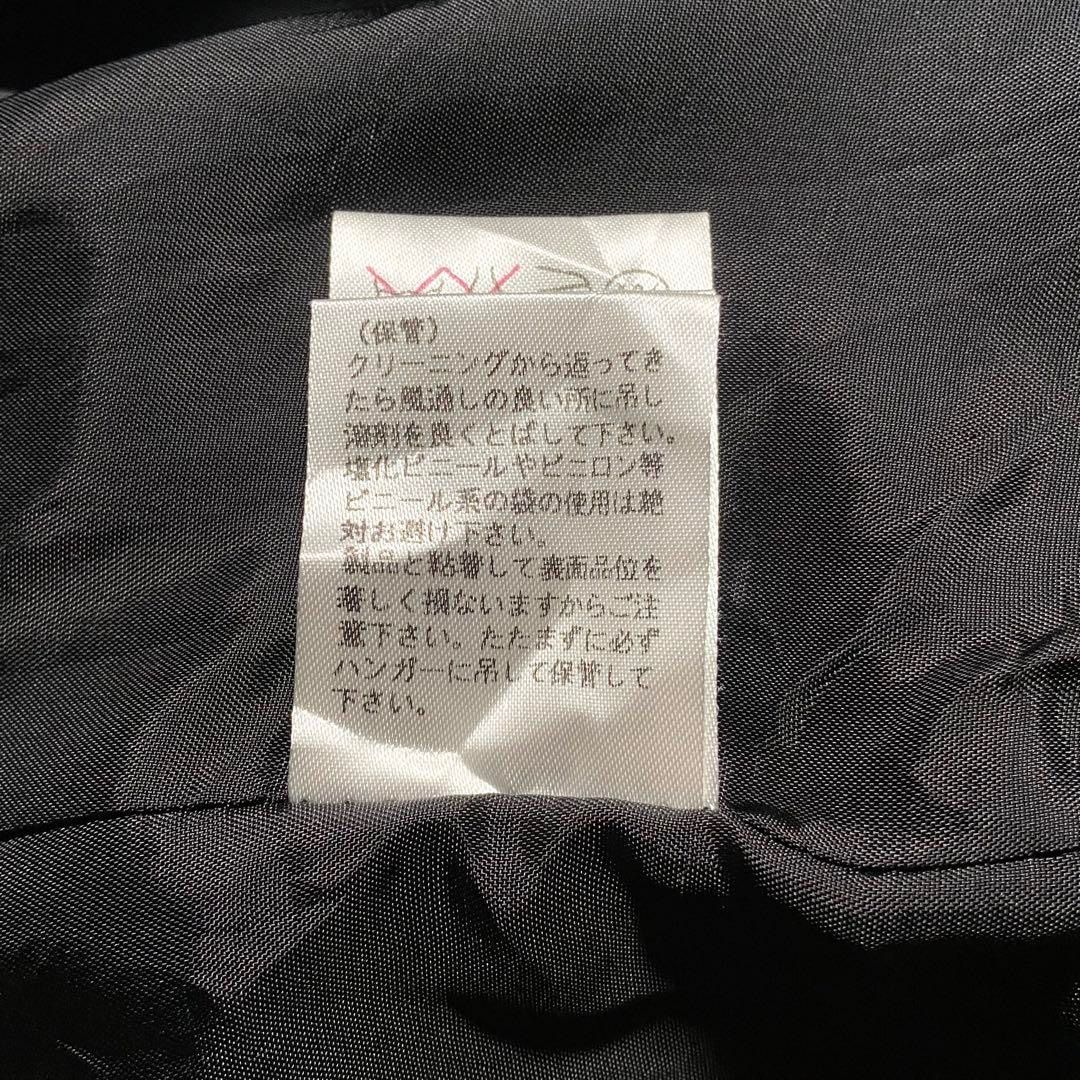 (保管)
クリーニングから返ってき
たら風通しの良い所に吊し
溶剤を良くとばして下さい。
塩化ビニールやビニロン等
ビニール系の袋の使用は絶
対お避け下さい。
製品と粘着して表面品位を
著しく損ないますからご注
意下さい。たたまずに必ず
ハンガーに吊して保管して
下さい。